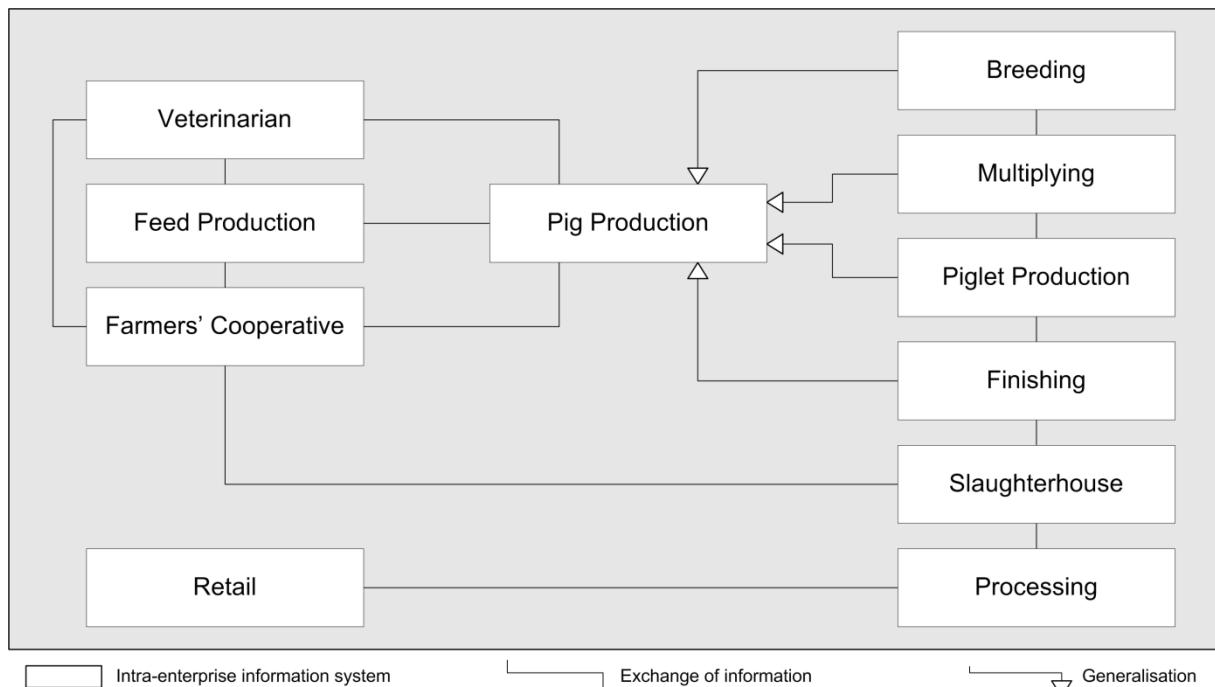 Breeding
Veterinarian
Multiplying
Feed Production
Pig Production
Piglet Production
Farmers' Cooperative
Finishing
Slaughterhouse
Retail
Processing
Intra-enterprise information system
Exchange of information
Generalisation